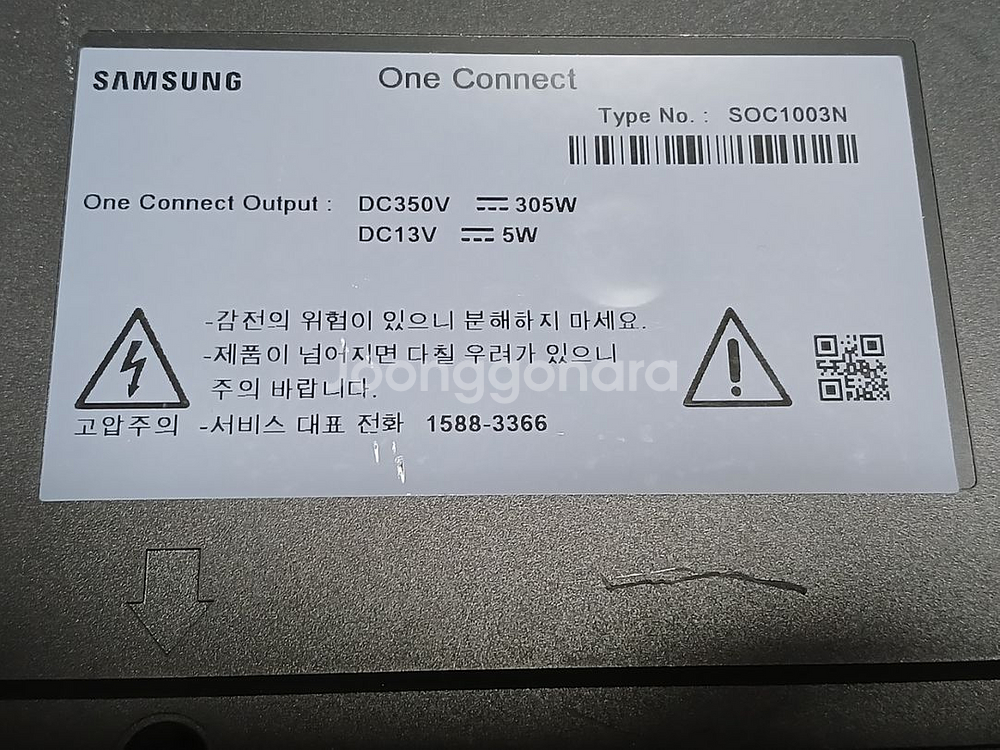 SAMSUNG
One Connect
Type No. : SOC1003N
One Connect Output : DC350V ⎓ 305W
DC13V ⎓ 5W
-감전의 위험이 있으니 분해하지 마세요.
-제품이 넘어지면 다칠 우려가 있으니
주의 바랍니다.
고압주의 -서비스 대표 전화 1588-3366
joonggonara